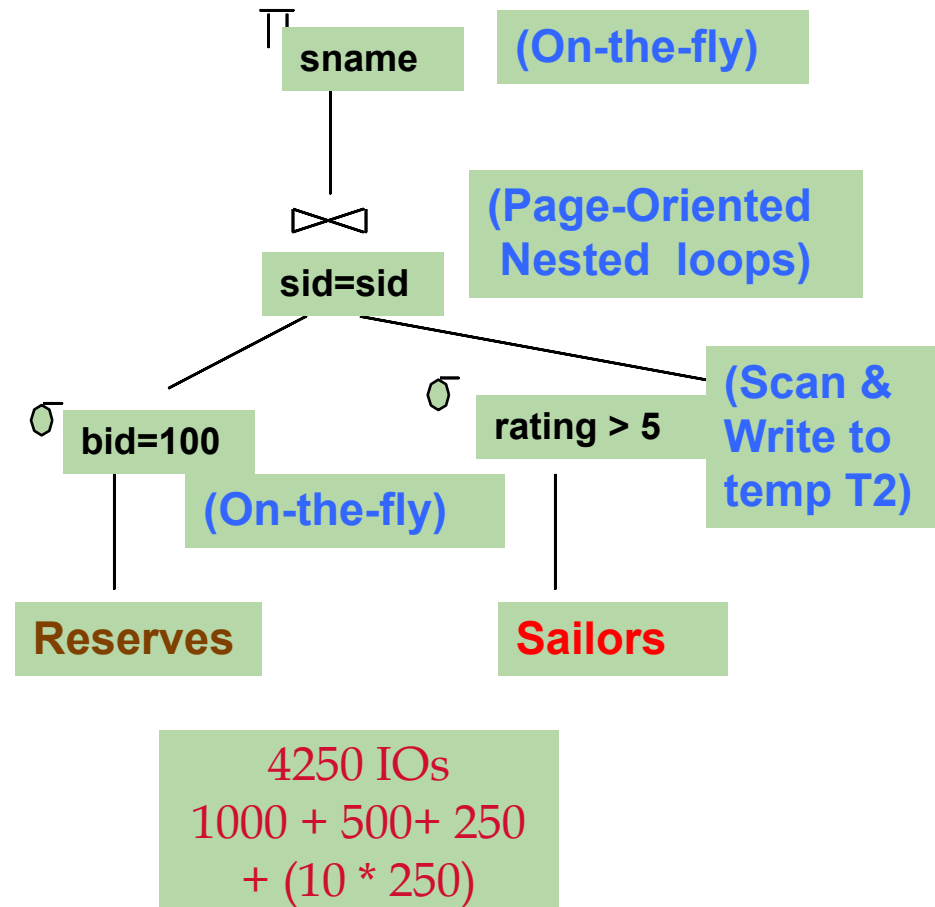 π sname
(On-the-fly)
(Page-Oriented
Nested loops)
⋈
sid=sid
σ bid=100
(On-the-fly)
σ rating > 5
(Scan &
Write to
temp T2)
Reserves
Sailors
4250 IOs
1000 + 500+ 250
+ (10 * 250)